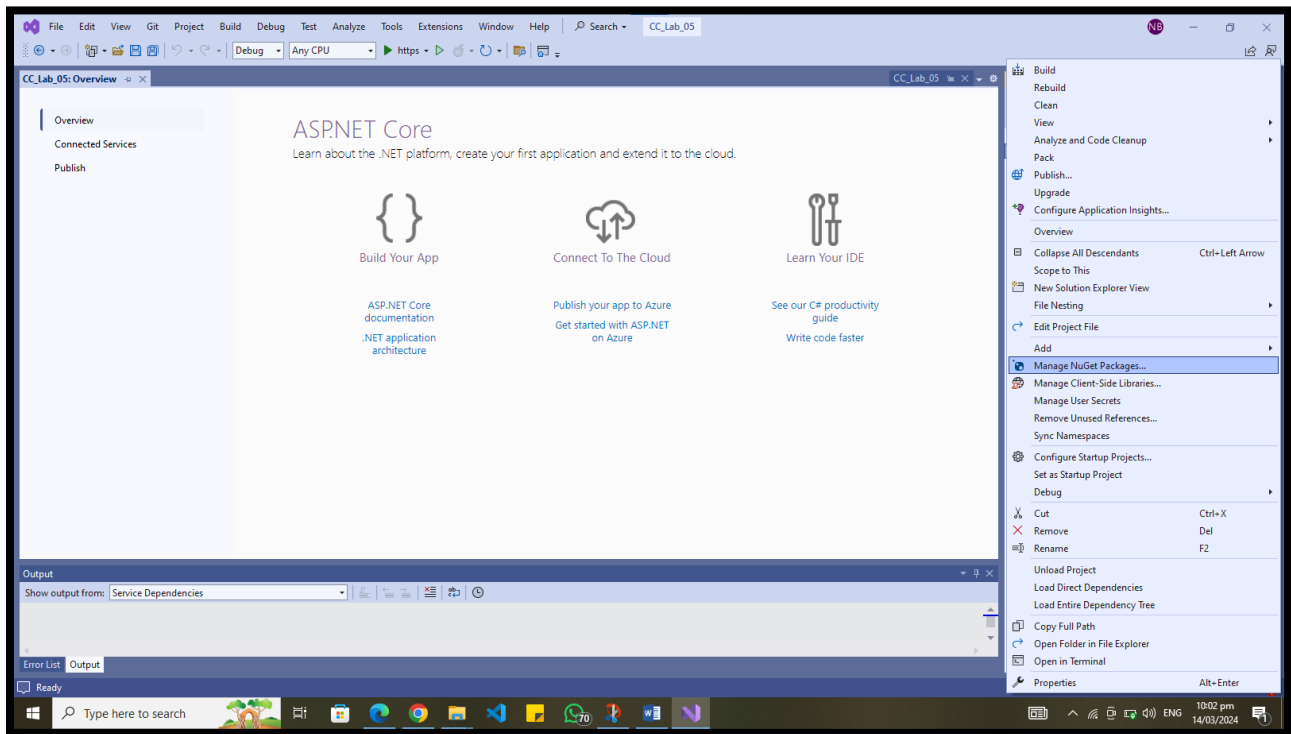 File Edit View Git Project Build Debug Test Analyze Tools Extensions Window Help Search CC_Lab_05 NB
Debug Any CPU https
CC_Lab_05: Overview CC_Lab_05
Overview
Connected Services
Publish
ASP.NET Core
Learn about the .NET platform, create your first application and extend it to the cloud.
Build Your App
ASP.NET Core
documentation
.NET application
architecture
Connect To The Cloud
Publish your app to Azure
Get started with ASP.NET
on Azure
Learn Your IDE
See our C# productivity
guide
Write code faster
Build
Rebuild
Clean
View
Analyze and Code Cleanup
Pack
Publish...
Upgrade
Configure Application Insights...
Overview
Collapse All Descendants Ctrl+Left Arrow
Scope to This
New Solution Explorer View
File Nesting
Edit Project File
Add
Manage NuGet Packages...
Manage Client-Side Libraries...
Manage User Secrets
Remove Unused References...
Sync Namespaces
Configure Startup Projects...
Set as Startup Project
Debug
Cut Ctrl+X
Remove Del
Rename F2
Unload Project
Load Direct Dependencies
Load Entire Dependency Tree
Copy Full Path
Open Folder in File Explorer
Open in Terminal
Properties Alt+Enter
Output
Show output from: Service Dependencies
Error List Output
Ready
Type here to search 70 ENG 10:02 pm
14/03/2024 1